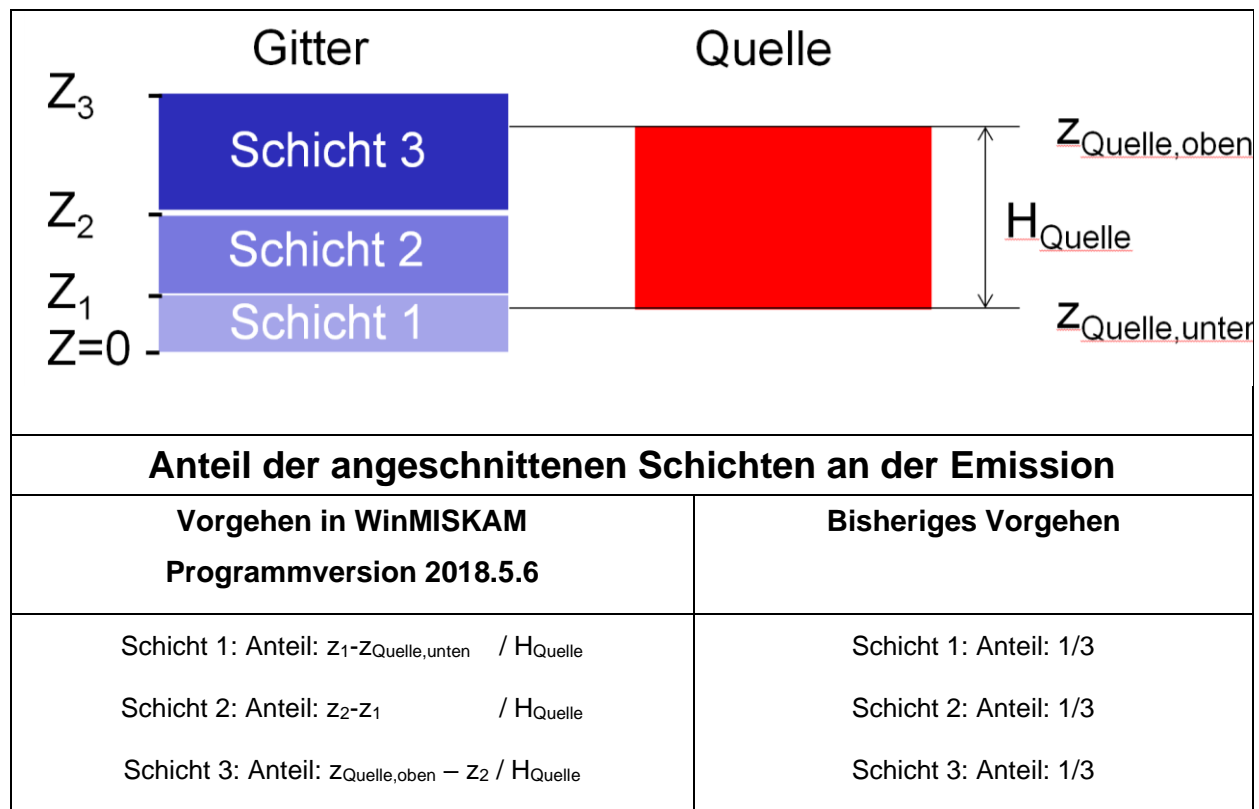 Gitter Quelle
Z3
Schicht 3
zQuelle,oben
Z2
HQuelle
Schicht 2
Z1
Schicht 1
zQuelle,unten
Z=0
Anteil der angeschnittenen Schichten an der Emission
Vorgehen in WinMISKAM
Programmversion 2018.5.6
Bisheriges Vorgehen
Schicht 1: Anteil: z1-zQuelle,unten / HQuelle
Schicht 2: Anteil: z2-z1 / HQuelle
Schicht 3: Anteil: zQuelle,oben – z2 / HQuelle
Schicht 1: Anteil: 1/3
Schicht 2: Anteil: 1/3
Schicht 3: Anteil: 1/3